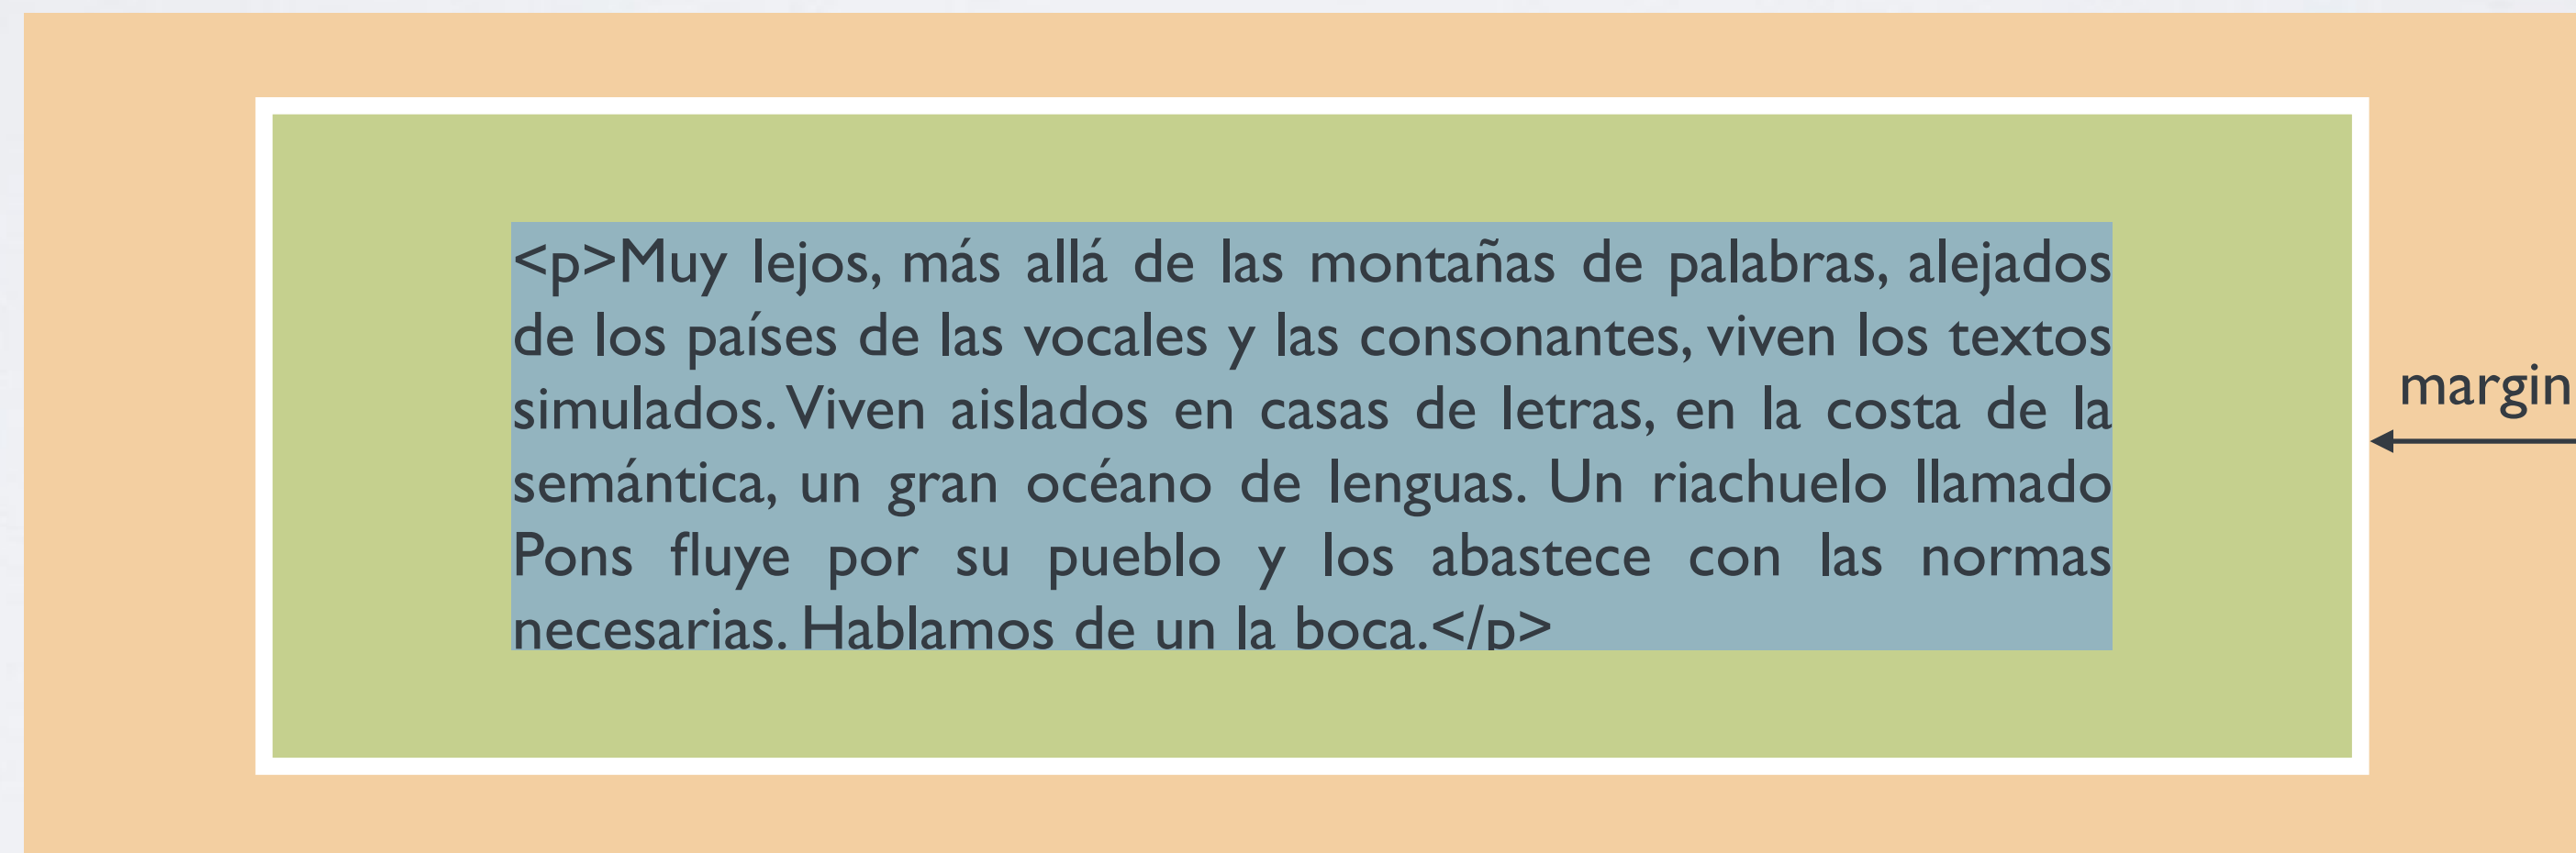 <p>Muy lejos, más allá de las montañas de palabras, alejados
de los países de las vocales y las consonantes, viven los textos
simulados. Viven aislados en casas de letras, en la costa de la
semántica, un gran océano de lenguas. Un riachuelo llamado
Pons fluye por su pueblo y los abastece con las normas
necesarias. Hablamos de un la boca.</p>
margin